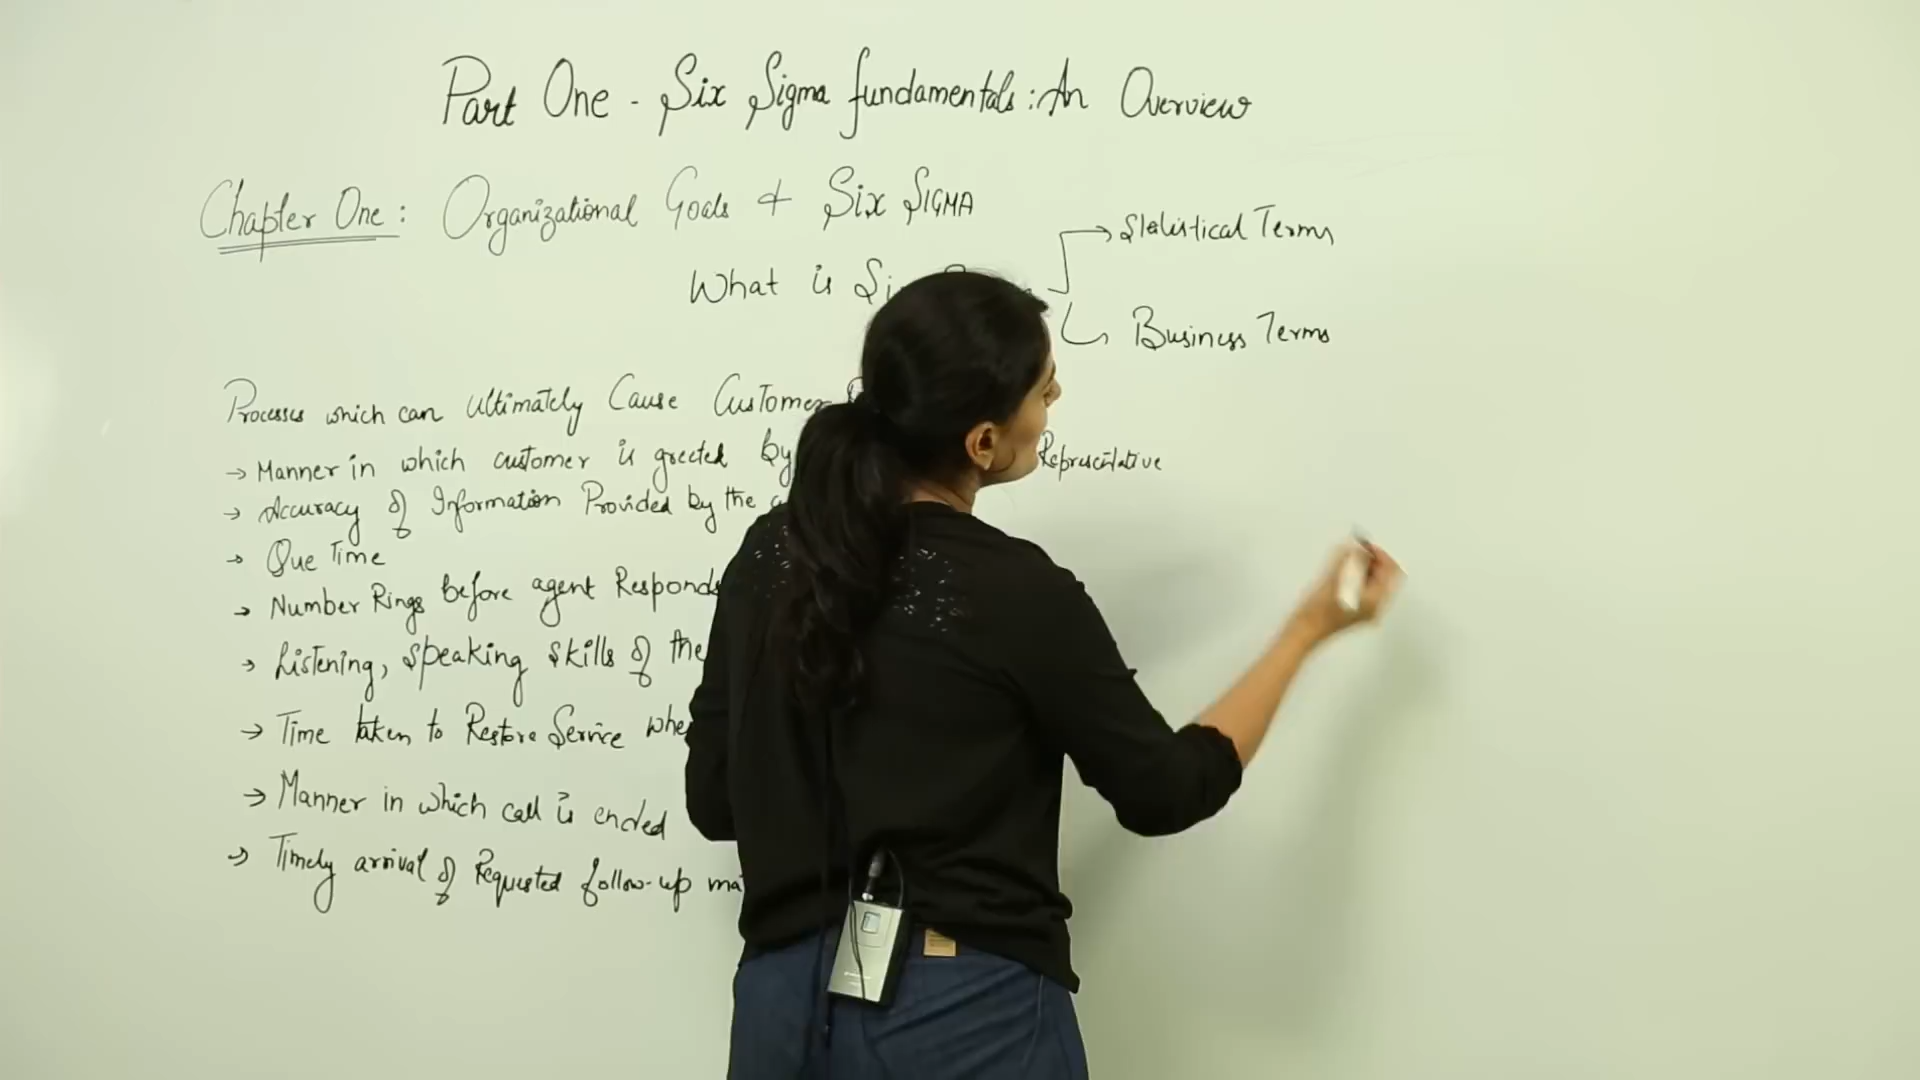 Part One - Six Sigma fundamentals: An Overview
Chapter One: Organizational Goals & Six SIGMA
Statistical Terms
What is
Business Terms
Processes which can ultimately Cause Customer
→ Manner in which customer is greeted by Representative
→ Accuracy of Information Provided by the
→ Que Time
→ Number Rings before agent Responds
→ Listening, Speaking skills of the
→ Time taken to Restore Service
→ Manner in which call is ended
→ Timely arrival of Requested follow-up